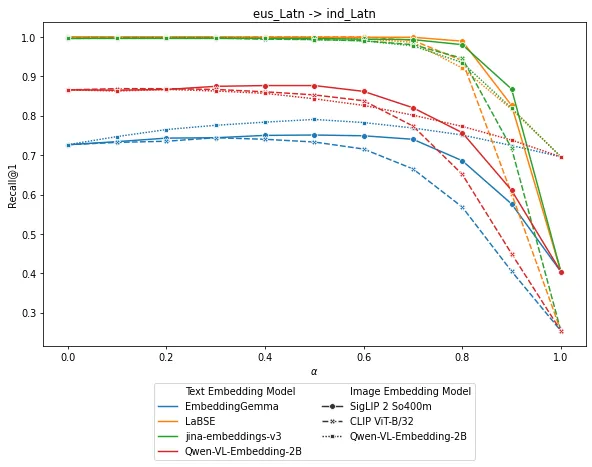 eus_Latn -> ind_Latn
Recall@1
1.0
0.9
0.8
0.7
0.6
0.5
0.4
0.3
0.0 0.2 0.4 0.6 0.8 1.0
α
Text Embedding Model
EmbeddingGemma
LaBSE
jina-embeddings-v3
Qwen-VL-Embedding-2B
Image Embedding Model
SigLIP 2 So400m
CLIP ViT-B/32
Qwen-VL-Embedding-2B